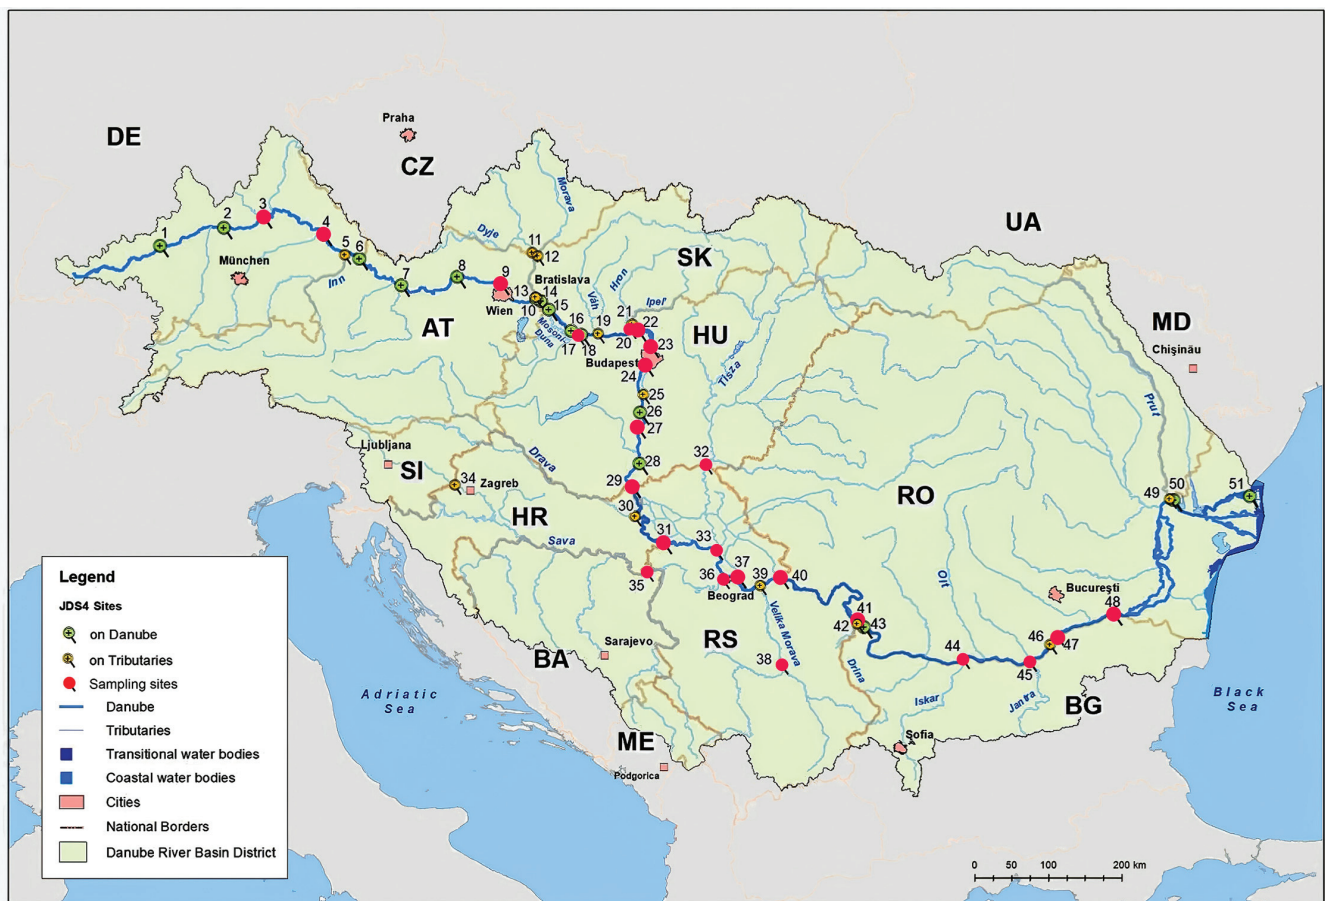 Praha
DE
CZ
UA
Morava
3
2
4
1
Dyje
11
5
6
12
München
SK
Hron
8
7
9
Inn
Bratislava
13
14
Váh
Ipeľ
10
15
Wien
MD
AT
16
19
21
22
HU
Mosoni
Duna
20
Chişinău
17
18
23
Budapest
24
Tisza
25
Prut
26
27
Ljubljana
Drava
28
32
SI
34
Zagreb
29
RO
49
50
51
30
HR
Sava
31
33
35
36
37
39
40
Olt
Beograd
Bucureşti
Velika Morava
41
42
43
48
46
47
RS
Sarajevo
44
BA
38
Drina
45
Iskar
Jantra
BG
Adriatic
Sea
Black
Sea
ME
Sofia
Podgorica
Legend
JDS4 Sites
on Danube
on Tributaries
Sampling sites
Danube
Tributaries
Transitional water bodies
Coastal water bodies
Cities
National Borders
Danube River Basin District
0 50 100 200 km